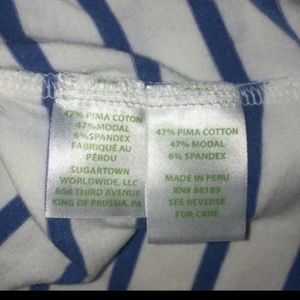 47% PIMA COTTON
47% MODAL
6% SPANDEX
FABRIQUÉ AU
PÉROU
SUGARTOWN
WORLDWIDE, LLC
800 THIRD AVENUE
KING OF PRUSSIA, PA
47% PIMA COTTON
47% MODAL
6% SPANDEX
MADE IN PERU
RN# 88189
SEE REVERSE
FOR CARE